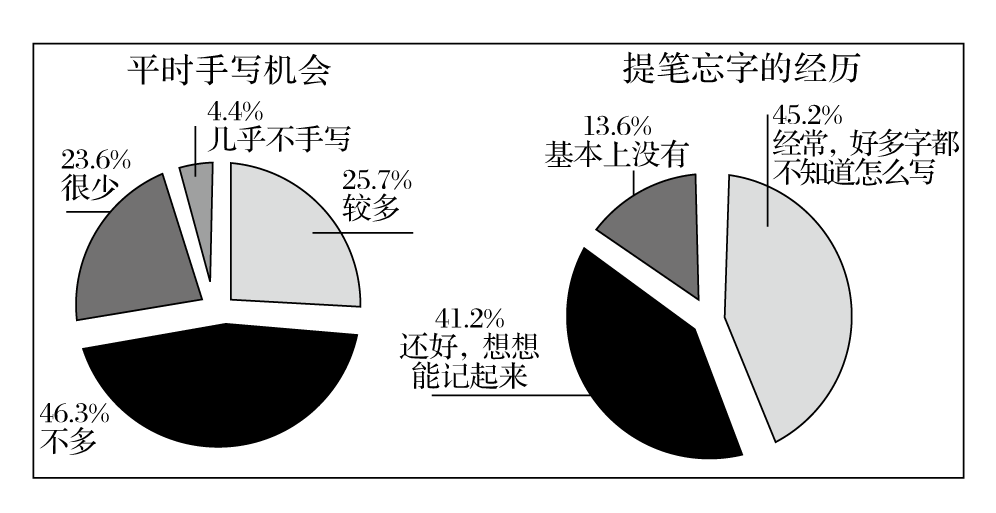 平时手写机会
4.4%
几乎不手写
23.6%
很少
25.7%
较多
46.3%
不多
提笔忘字的经历
45.2%
经常，好多字都
不知道怎么写
13.6%
基本上没有
41.2%
还好，想想
能记起来